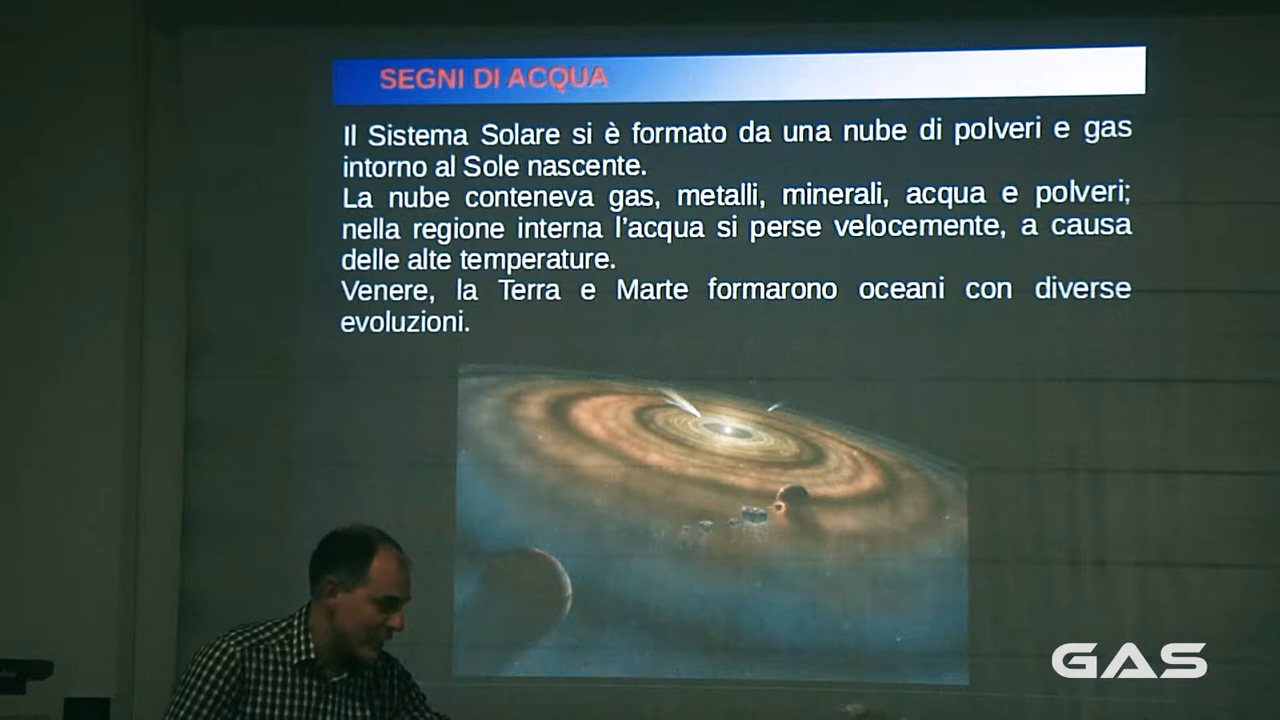 SEGNI DI ACQUA
Il Sistema Solare si è formato da una nube di polveri e gas
intorno al Sole nascente.
La nube conteneva gas, metalli, minerali, acqua e polveri;
nella regione interna l'acqua si perse velocemente, a causa
delle alte temperature.
Venere, la Terra e Marte formarono oceani con diverse
evoluzioni.
GAS